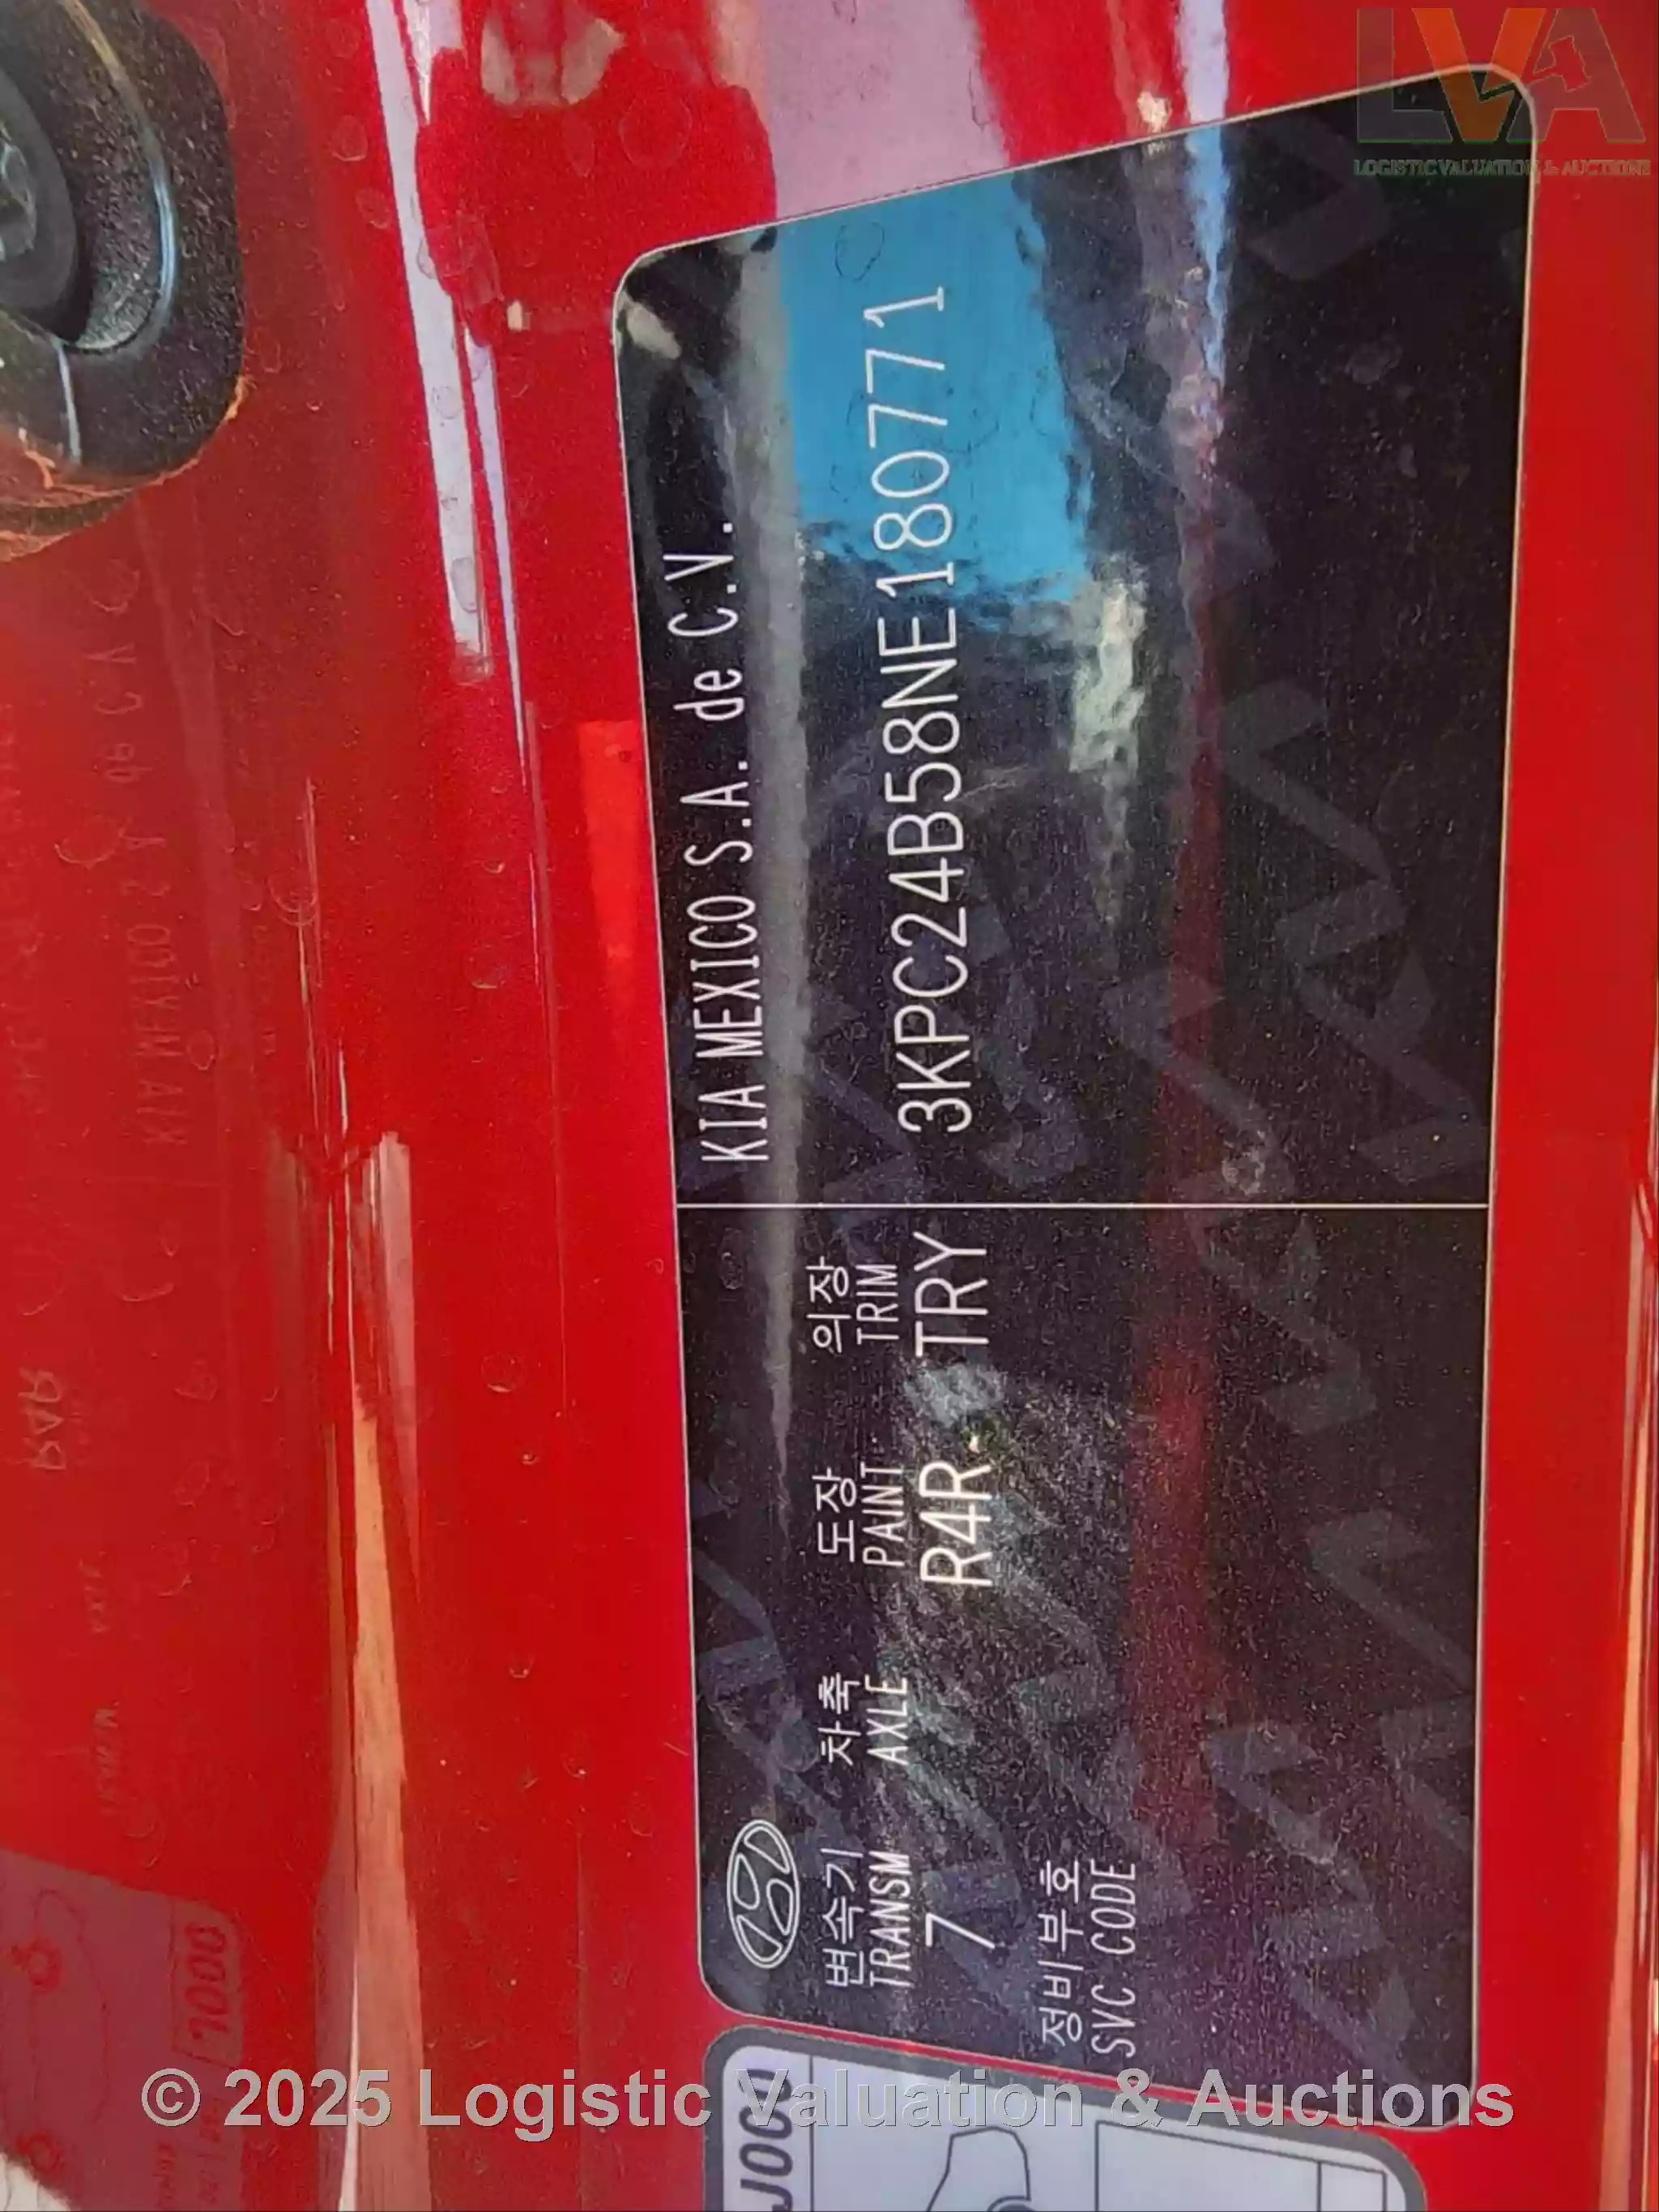 LVA
LOGISTIC VALUATION & AUCTIONS
KIA MEXICO S.A. de C.V.
3KPC24B58NE180771
변속기 차축 도장 의장
TRANSM AXLE PAINT TRIM
7 R4R TRY
정비부호
SVC CODE
J000
© 2025 Logistic Valuation & Auctions